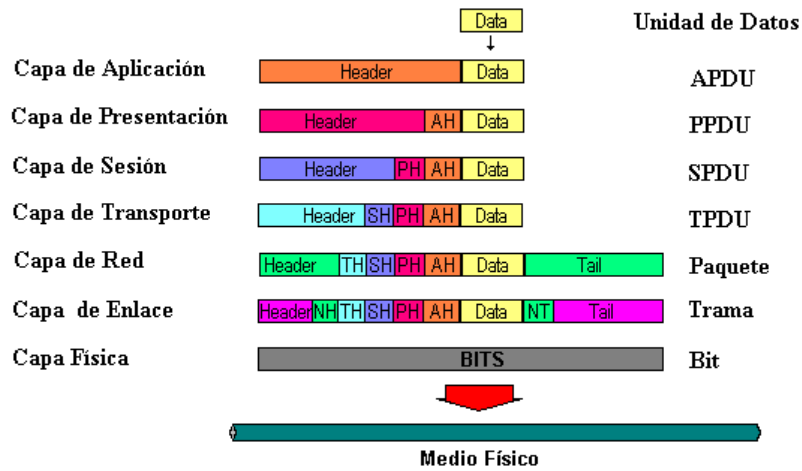 Data Unidad de Datos
Capa de Aplicación Header Data APDU
Capa de Presentación Header AH Data PPDU
Capa de Sesión Header PH AH Data SPDU
Capa de Transporte Header SH PH AH Data TPDU
Capa de Red Header TH SH PH AH Data Tail Paquete
Capa de Enlace Header NH TH SH PH AH Data NT Tail Trama
Capa Física BITS Bit
Medio Físico